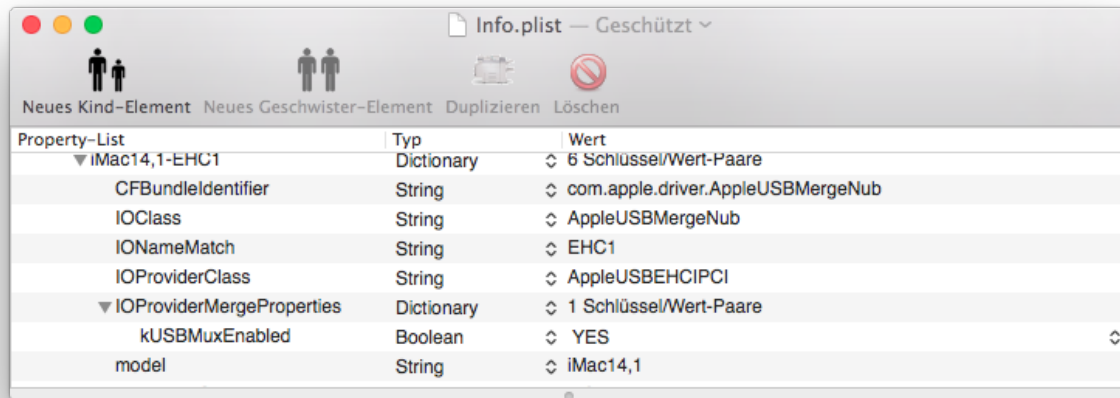 Info.plist — Geschützt
Neues Kind-Element Neues Geschwister-Element Duplizieren Löschen
Property-List Typ Wert
iMac14,1-EHC1 Dictionary 6 Schlüssel/Wert-Paare
CFBundleIdentifier String com.apple.driver.AppleUSBMergeNub
IOClass String AppleUSBMergeNub
IONameMatch String EHC1
IOProviderClass String AppleUSBEHCIPCI
IOProviderMergeProperties Dictionary 1 Schlüssel/Wert-Paare
kUSBMuxEnabled Boolean YES
model String iMac14,1